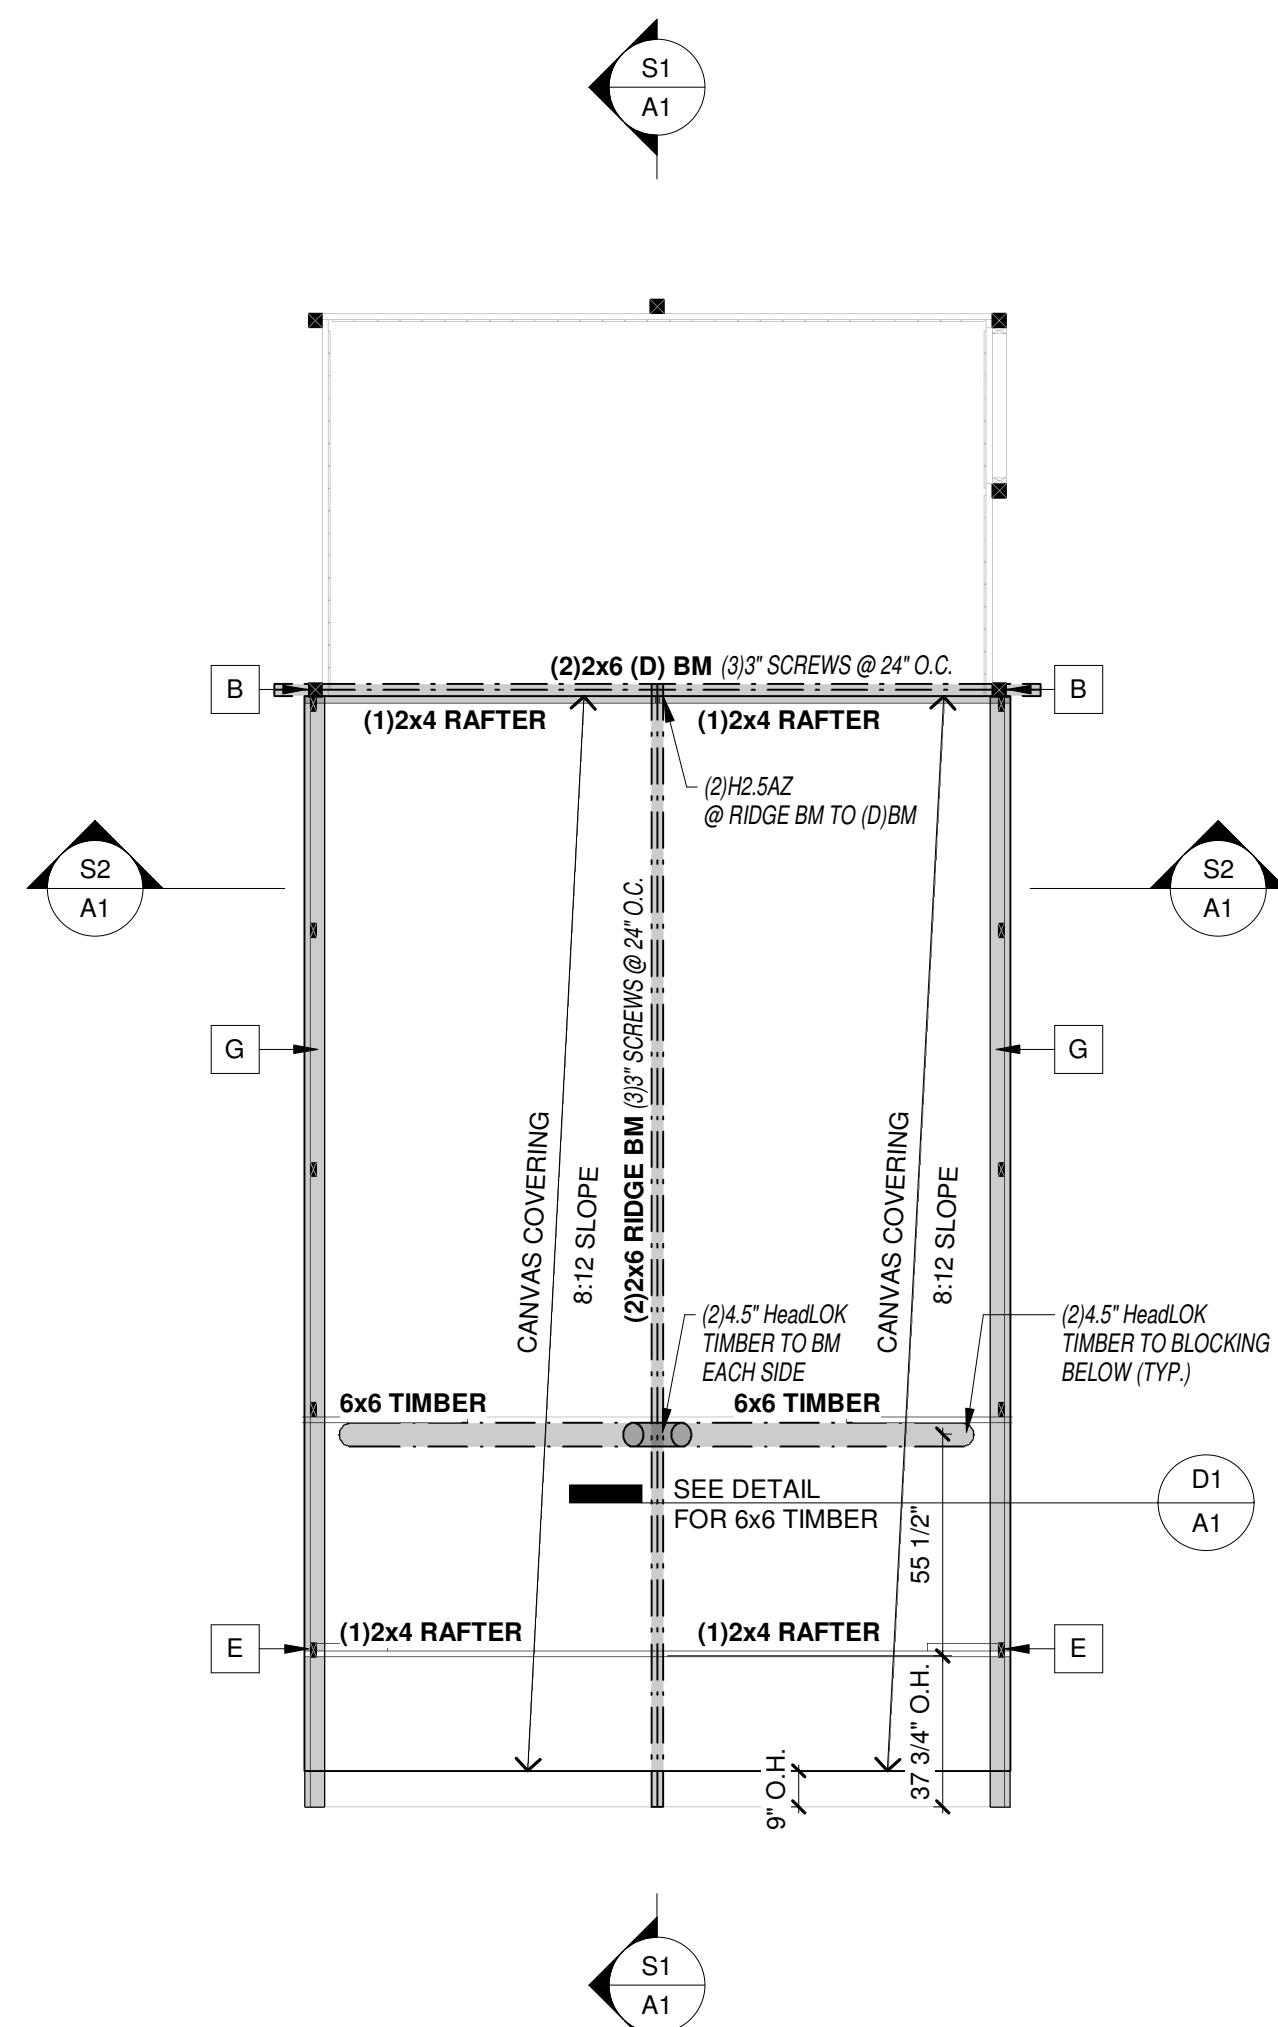 S1
A1
(2)2x6 (D) BM (3)3" SCREWS @ 24" O.C.
B
B
(1)2x4 RAFTER
(1)2x4 RAFTER
(2)H2.5AZ
@ RIDGE BM TO (D)BM
S2
A1
S2
A1
(2)2x6 RIDGE BM (3)3" SCREWS @ 24" O.C.
G
G
CANVAS COVERING
8:12 SLOPE
CANVAS COVERING
8:12 SLOPE
(2)4.5" HeadLOK
TIMBER TO BM
EACH SIDE
(2)4.5" HeadLOK
TIMBER TO BLOCKING
BELOW (TYP.)
6x6 TIMBER
6x6 TIMBER
SEE DETAIL
FOR 6x6 TIMBER
D1
A1
55 1/2"
(1)2x4 RAFTER
(1)2x4 RAFTER
E
E
37 3/4" O.H.
9" O.H.
S1
A1